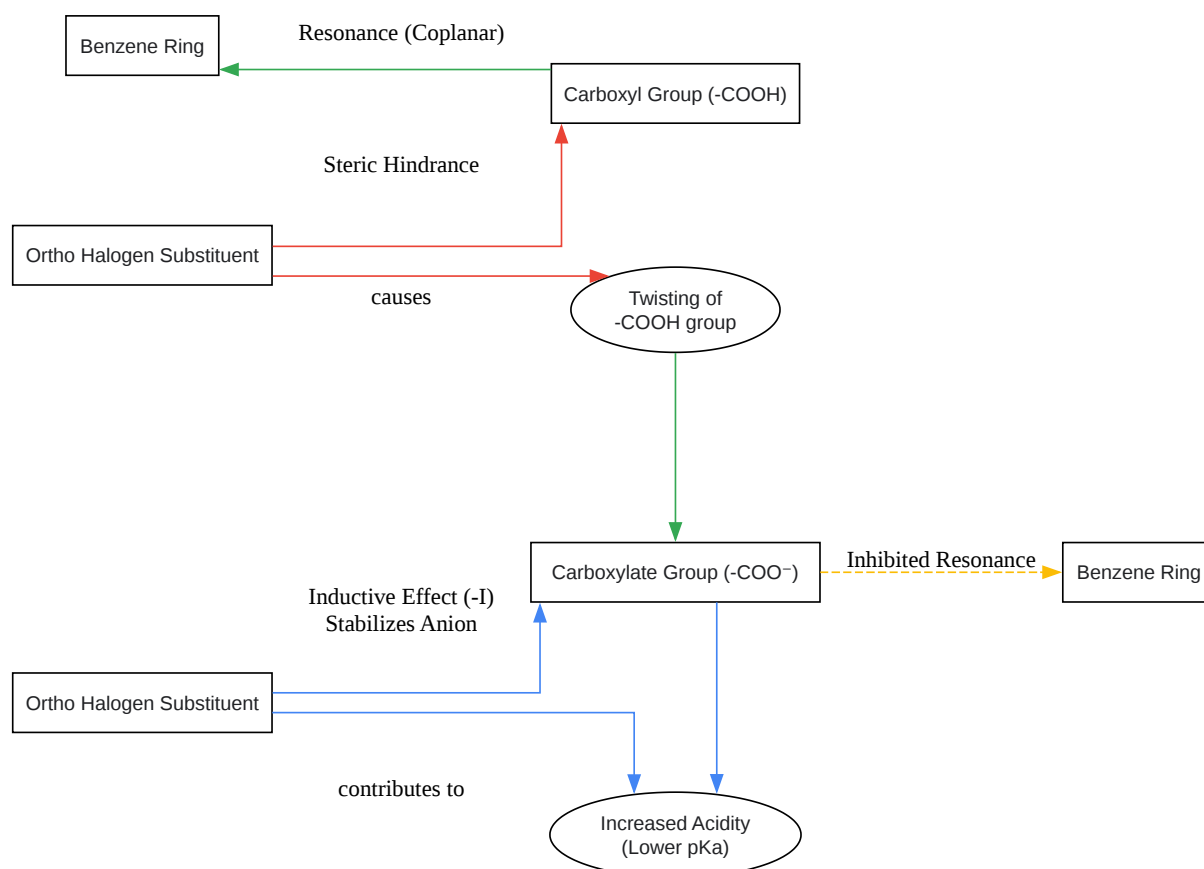 Resonance (Coplanar)
Benzene Ring
Carboxyl Group (-COOH)
Steric Hindrance
Ortho Halogen Substituent
causes
Twisting of
-COOH group
Inhibited Resonance
Carboxylate Group (-COO⁻)
Benzene Ring
Inductive Effect (-I)
Stabilizes Anion
Ortho Halogen Substituent
contributes to
Increased Acidity
(Lower pKa)